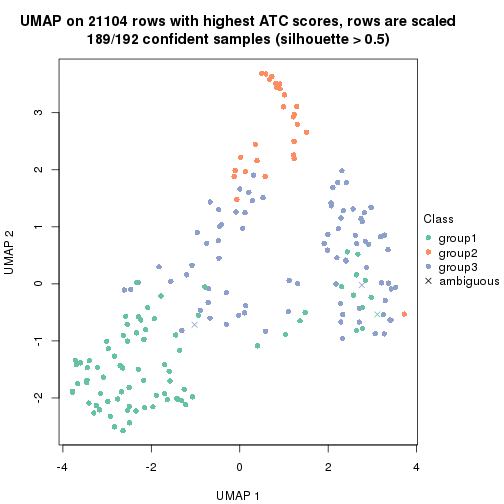 UMAP on 21104 rows with highest ATC scores, rows are scaled
189/192 confident samples (silhouette > 0.5)
3
2
1
0
-1
-2
UMAP 2
-4
-2
0
2
4
UMAP 1
Class
group1
group2
group3
ambiguous